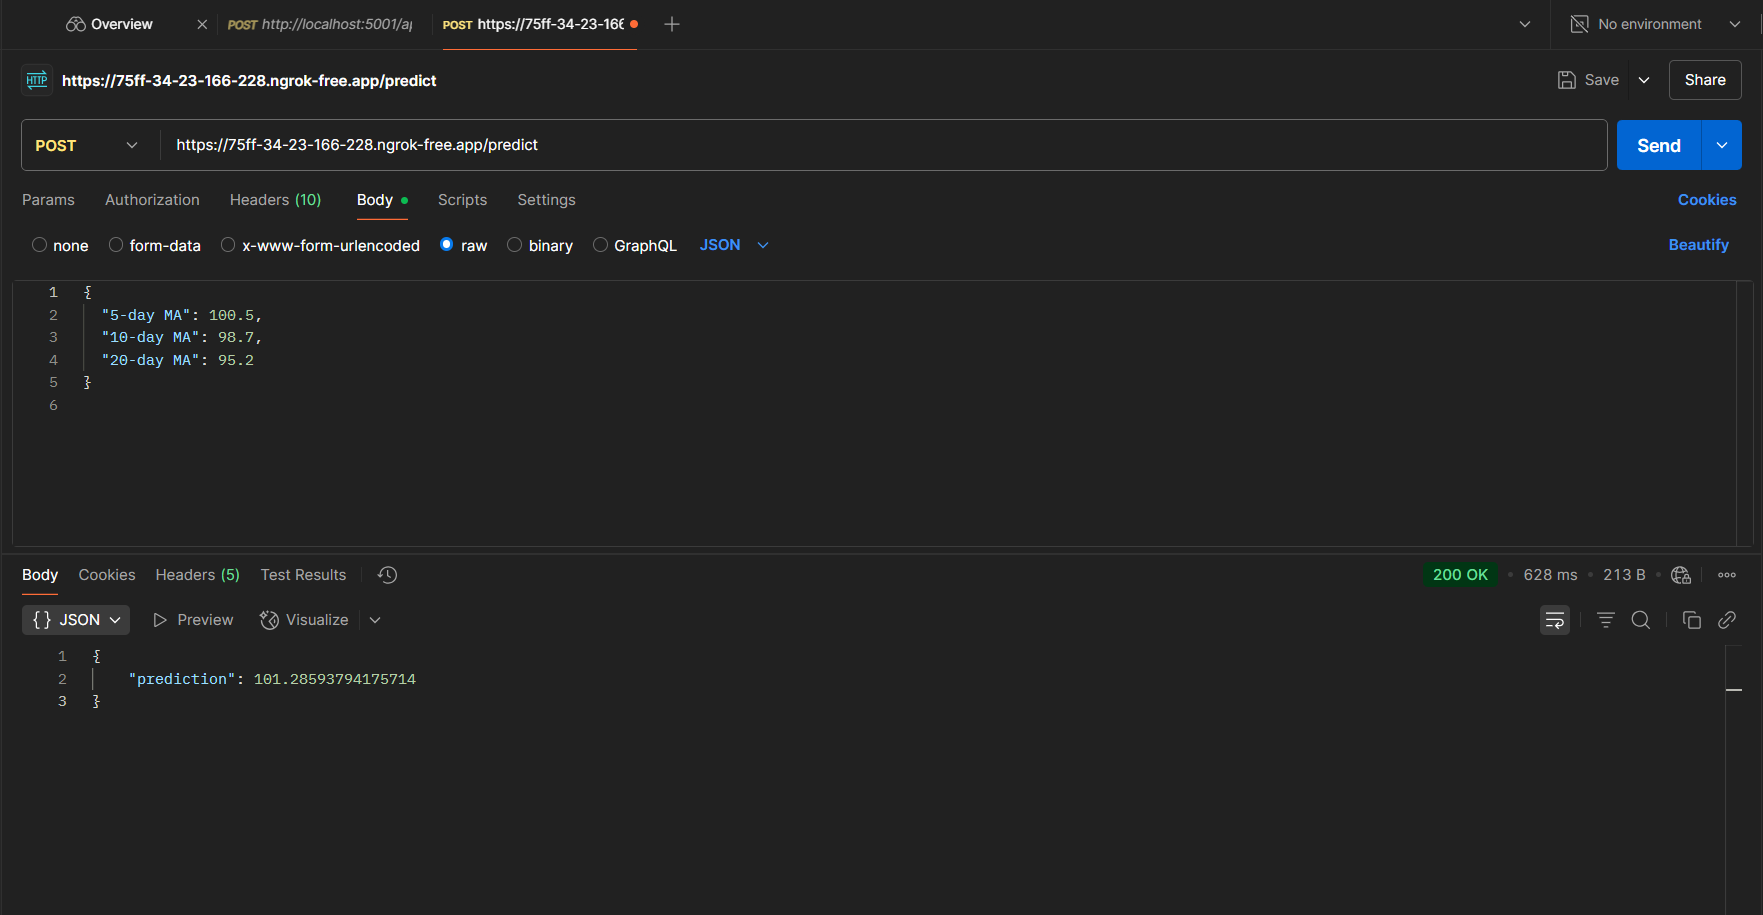 Overview POST http://localhost:5001/ap POST https://75ff-34-23-166 No environment
HTTP https://75ff-34-23-166-228.ngrok-free.app/predict Save Share
POST https://75ff-34-23-166-228.ngrok-free.app/predict Send
Params Authorization Headers (10) Body Scripts Settings Cookies
none form-data x-www-form-urlencoded raw binary GraphQL JSON Beautify
1 {
2 "5-day MA": 100.5,
3 "10-day MA": 98.7,
4 "20-day MA": 95.2
5 }
6
Body Cookies Headers (5) Test Results 200 OK 628 ms 213 B
{} JSON Preview Visualize
1 {
2 "prediction": 101.28593794175714
3 }